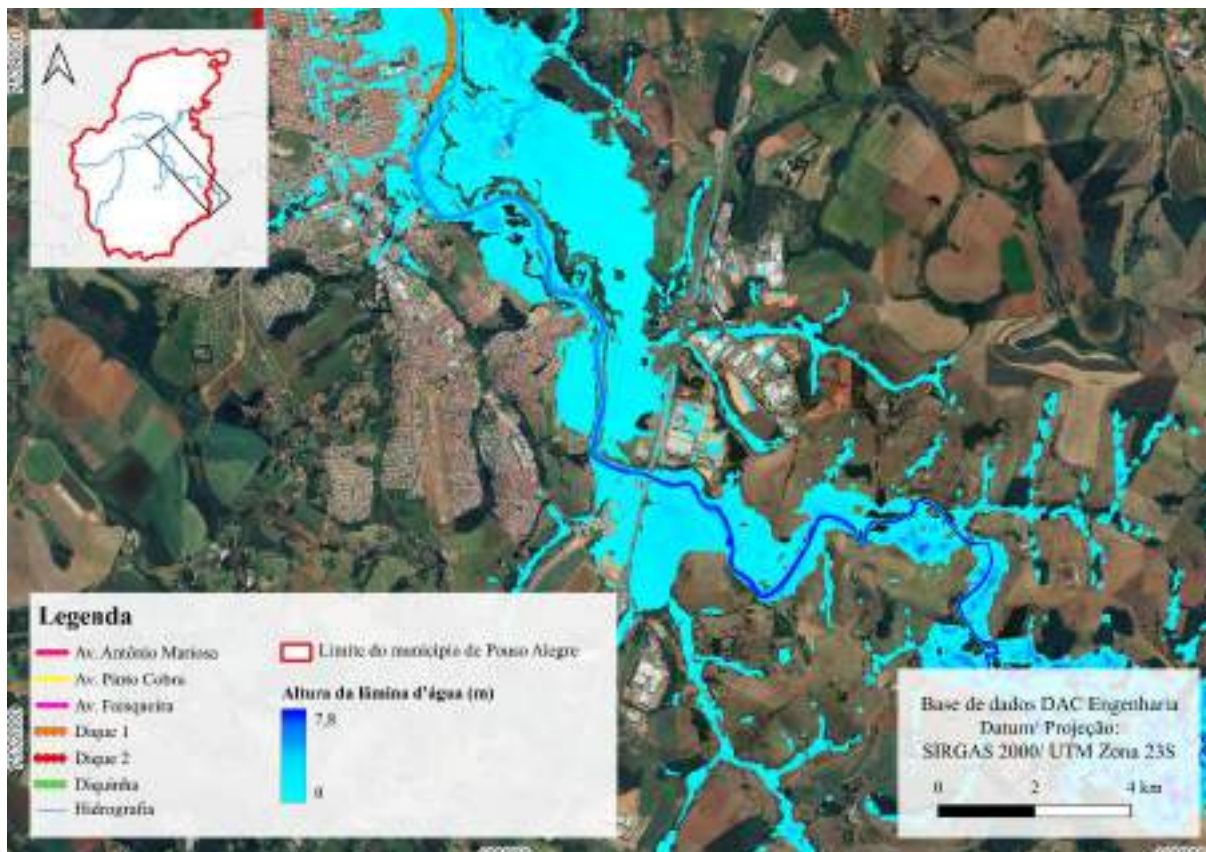 Legenda
Av. Antônio Mariosa
Av. Pinto Cobra
Av. Faisqueira
Dique 1
Dique 2
Diquinha
Hidrografia
Limite do município de Pouso Alegre
Altura da lâmina d'água (m)
7,8
0
Base de dados DAC Engenharia
Datum/ Projeção:
SIRGAS 2000/ UTM Zona 23S
0 2 4 km